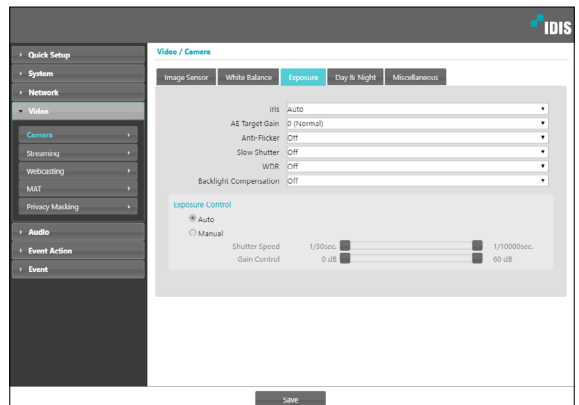 IDIS
Quick Setup
System
Network
Video
Camera
Streaming
Webcasting
MAT
Privacy Masking
Audio
Event Action
Event
Video / Camera
Image Sensor White Balance Exposure Day & Night Miscellaneous
Iris Auto
AE Target Gain 0 (Normal)
Anti-Flicker Off
Slow Shutter Off
WDR Off
Backlight Compensation Off
Exposure Control
Auto
Manual
Shutter Speed 1/30sec. 1/10000sec.
Gain Control 0 dB 60 dB
Save